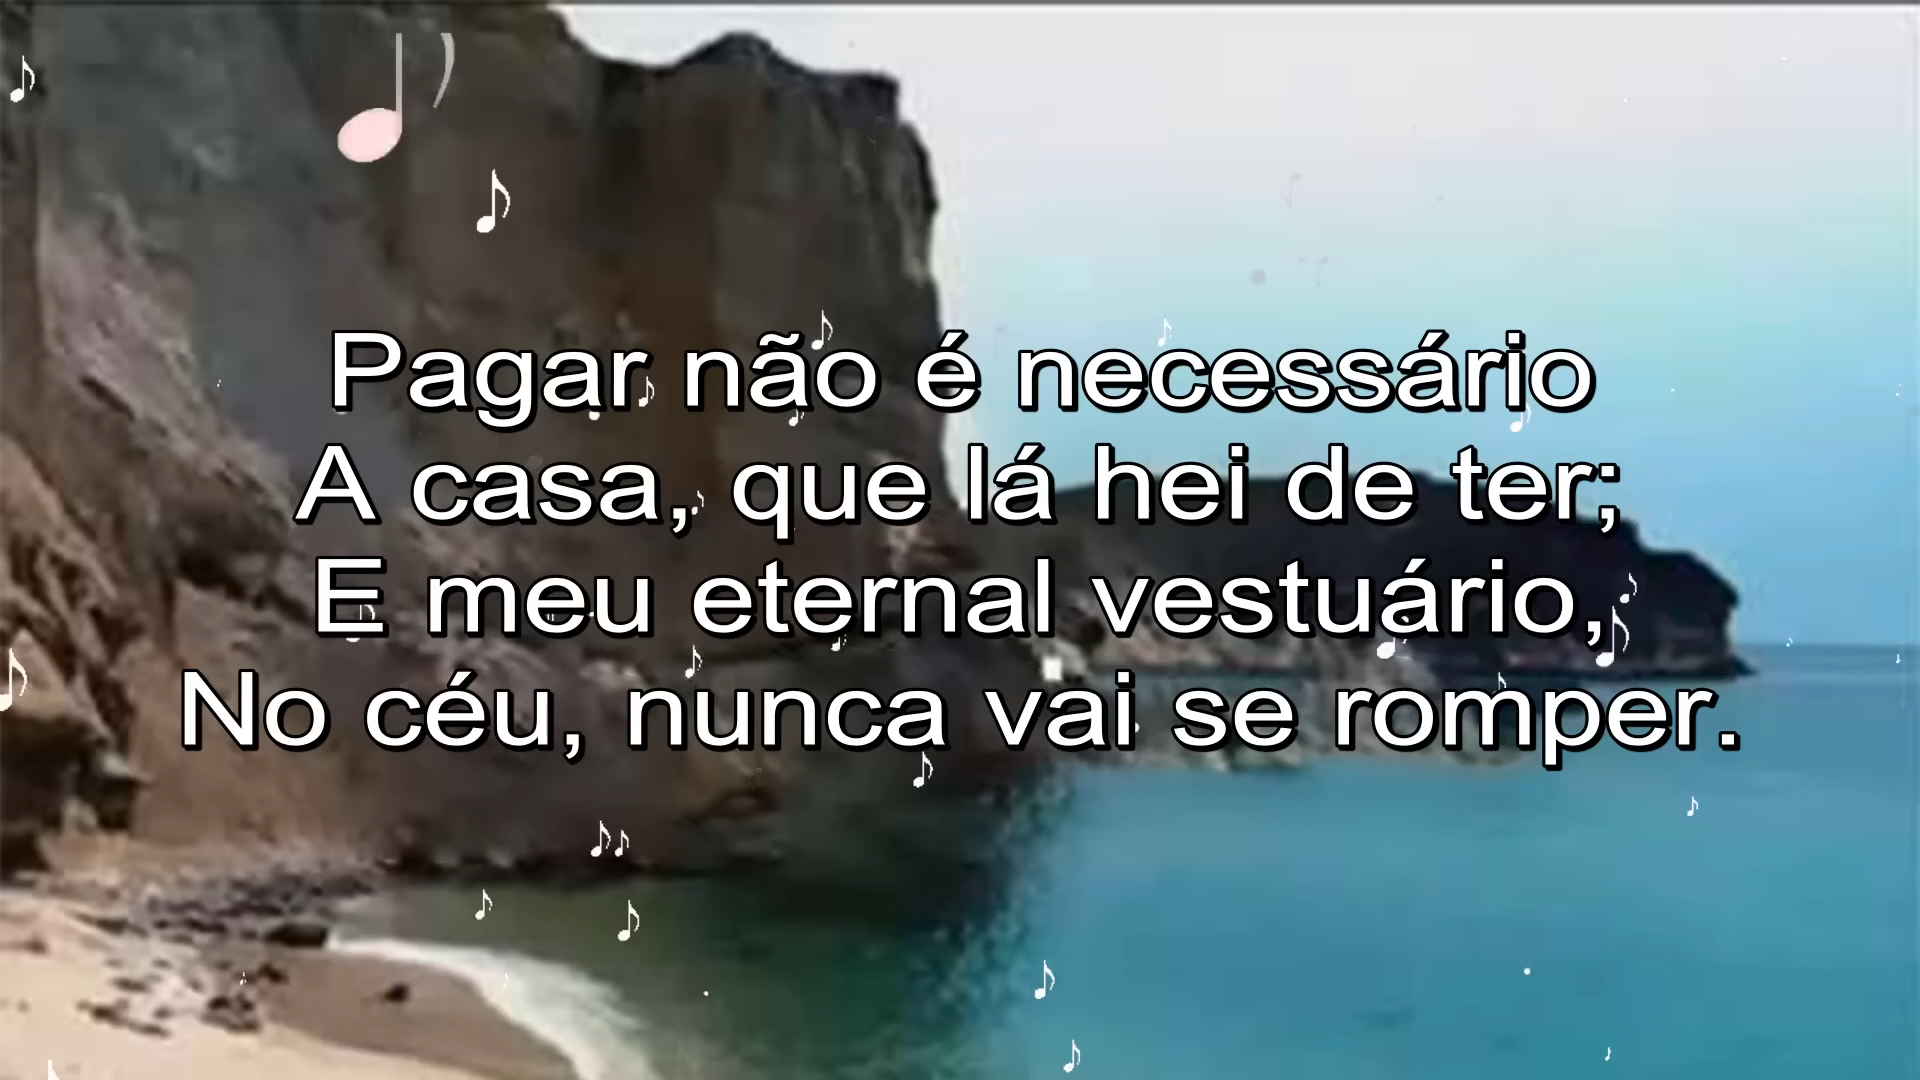 Pagar não é necessário
A casa, que lá hei de ter;
E meu eternal vestuário,
No céu, nunca vai se romper.